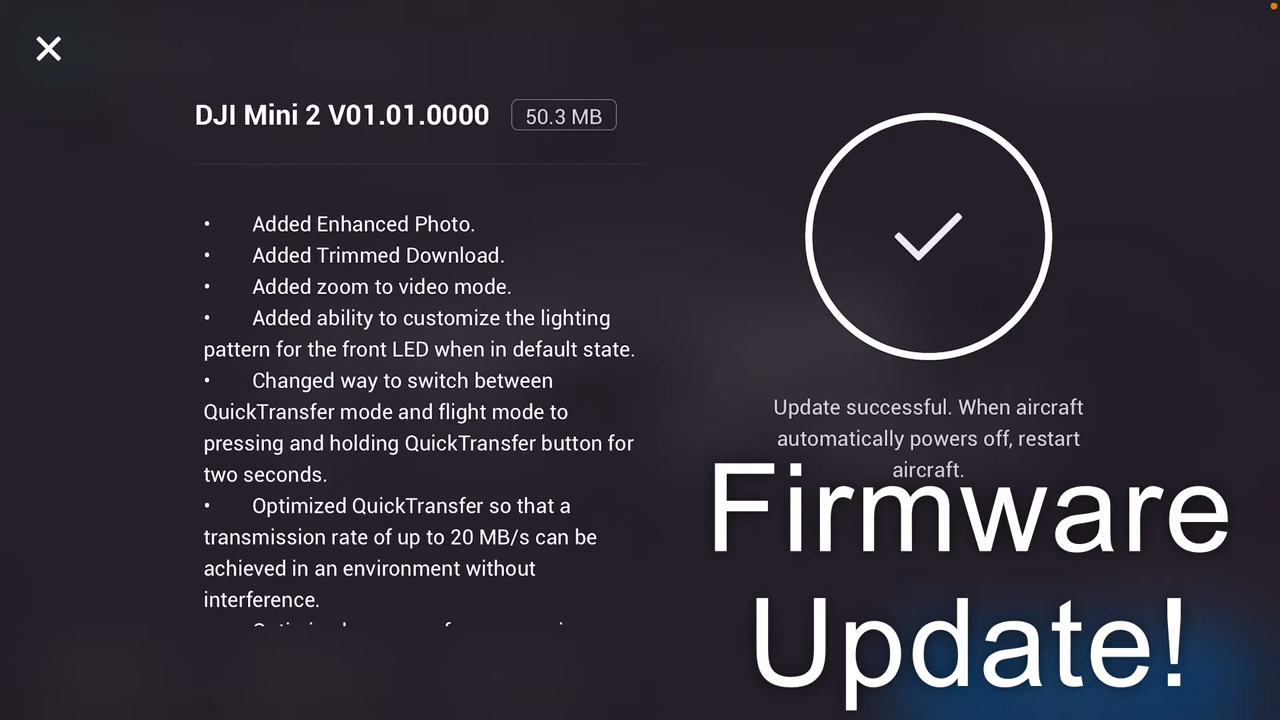 DJI Mini 2 V01.01.0000 50.3 MB
• Added Enhanced Photo.
• Added Trimmed Download.
• Added zoom to video mode.
• Added ability to customize the lighting
pattern for the front LED when in default state.
• Changed way to switch between
QuickTransfer mode and flight mode to
pressing and holding QuickTransfer button for
two seconds.
• Optimized QuickTransfer so that a
transmission rate of up to 20 MB/s can be
achieved in an environment without
interference.
Update successful. When aircraft
automatically powers off, restart
aircraft.
Firmware
Update!